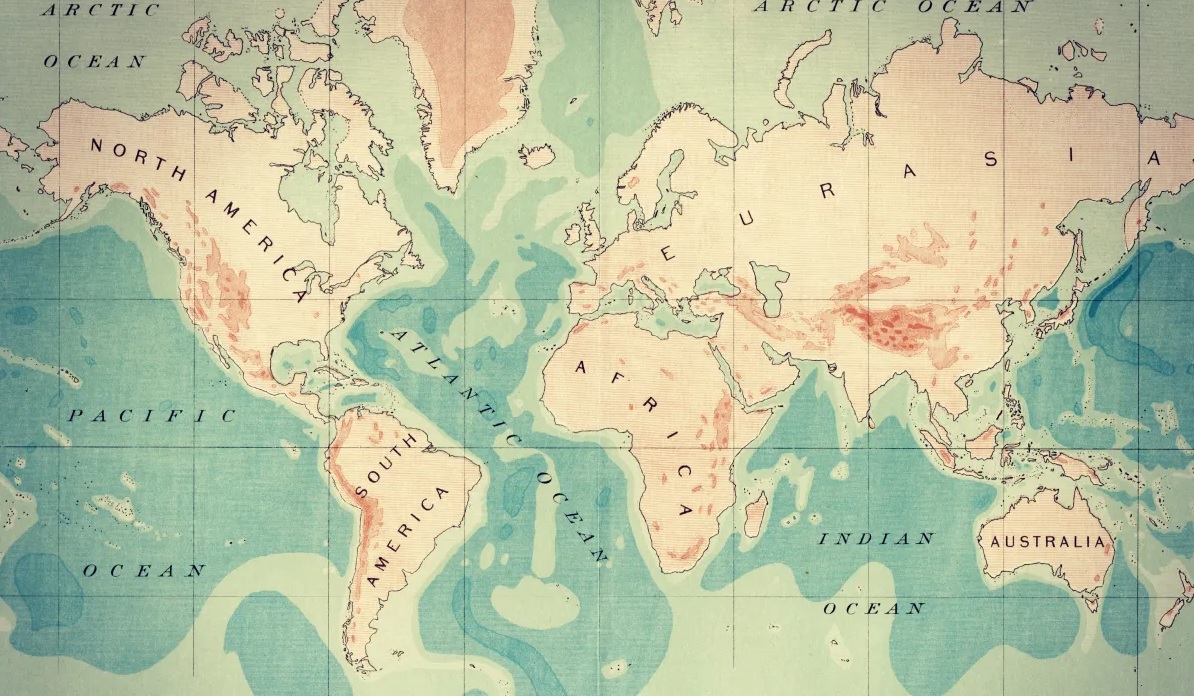 ARCTIC
ARCTIC OCEAN
OCEAN
NORTH AMERICA
EURASIA
ATLANTIC OCEAN
AFRICA
PACIFIC
OCEAN
SOUTH
AMERICA
INDIAN
OCEAN
AUSTRALIA